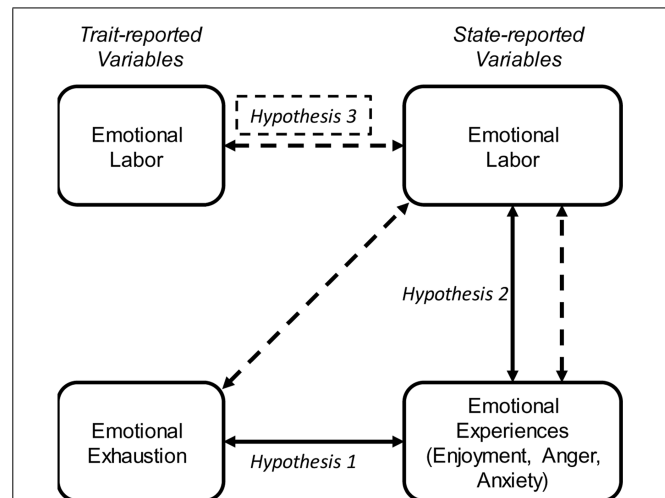 Trait-reported
Variables
State-reported
Variables
Emotional
Labor
Hypothesis 3
Emotional
Labor
Hypothesis 2
Emotional
Exhaustion
Hypothesis 1
Emotional
Experiences
(Enjoyment, Anger,
Anxiety)